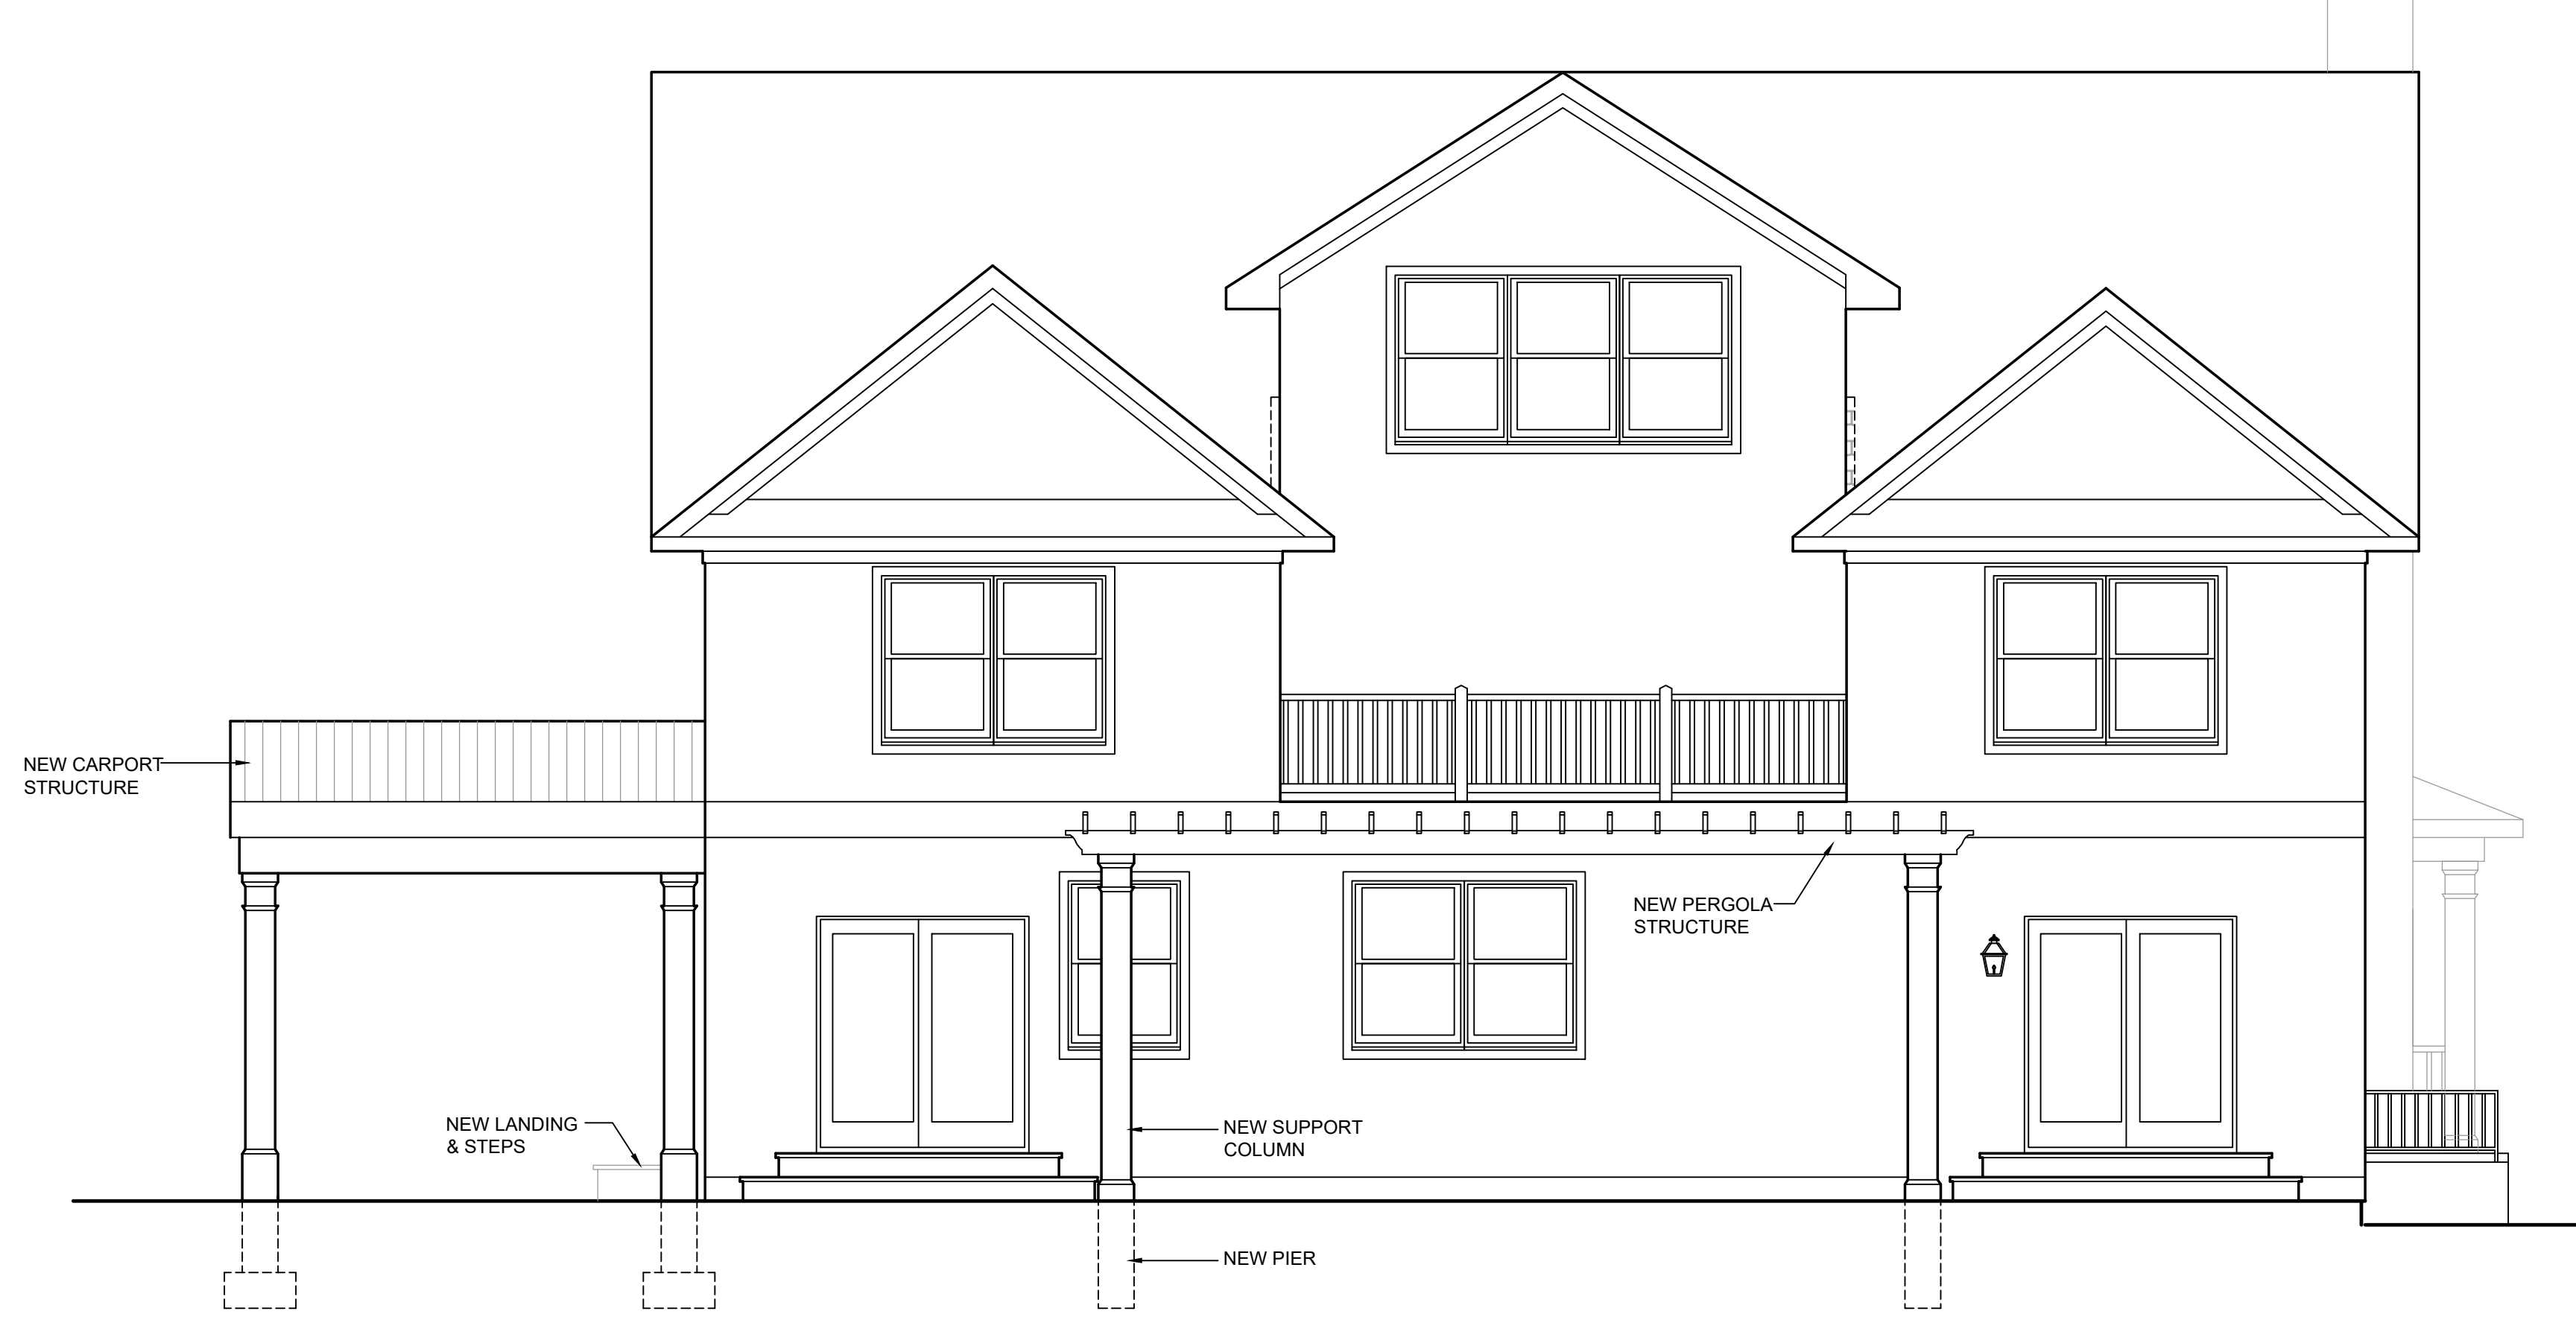 NEW CARPORT
STRUCTURE
NEW PERGOLA
STRUCTURE
NEW LANDING
& STEPS
NEW SUPPORT
COLUMN
NEW PIER